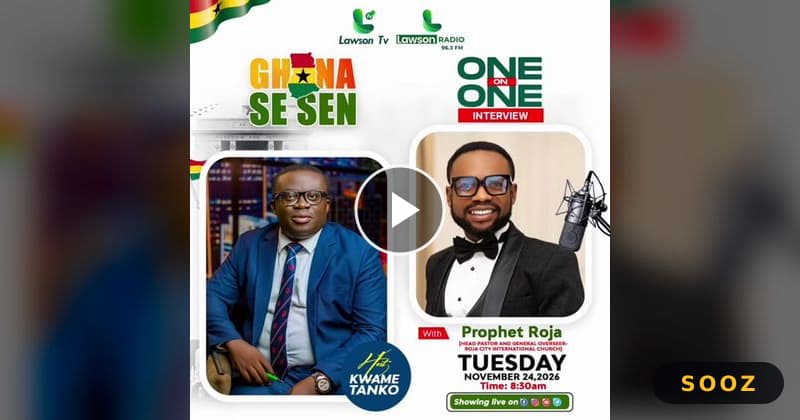 Lawson Tv
Lawson RADIO
96.3 FM
GHANA
SE SEN
ONE
ON
ONE
INTERVIEW
Host:
KWAME
TANKO
With Prophet Roja
[HEAD PASTOR AND GENERAL OVERSEER-
ROJA CITY INTERNATIONAL CHURCH]
TUESDAY
NOVEMBER 24,2026
Time: 8:30am
Showing live on
SOOZ